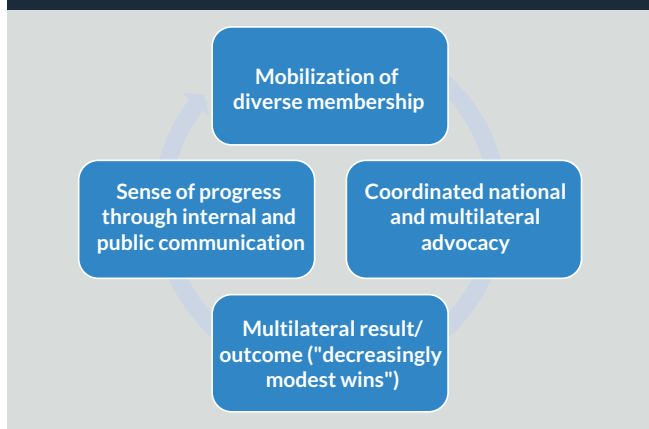 Mobilization of
diverse membership
Sense of progress
through internal and
public communication
Coordinated national
and multilateral
advocacy
Multilateral result/
outcome ("decreasingly
modest wins")